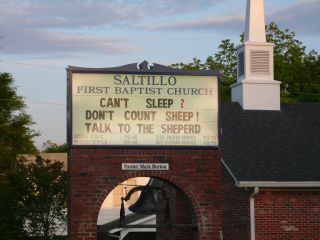 SALTILLO
FIRST BAPTIST CHURCH
CAN'T SLEEP?
DON'T COUNT SHEEP!
TALK TO THE SHEPERD
Pastor: Mark Burton